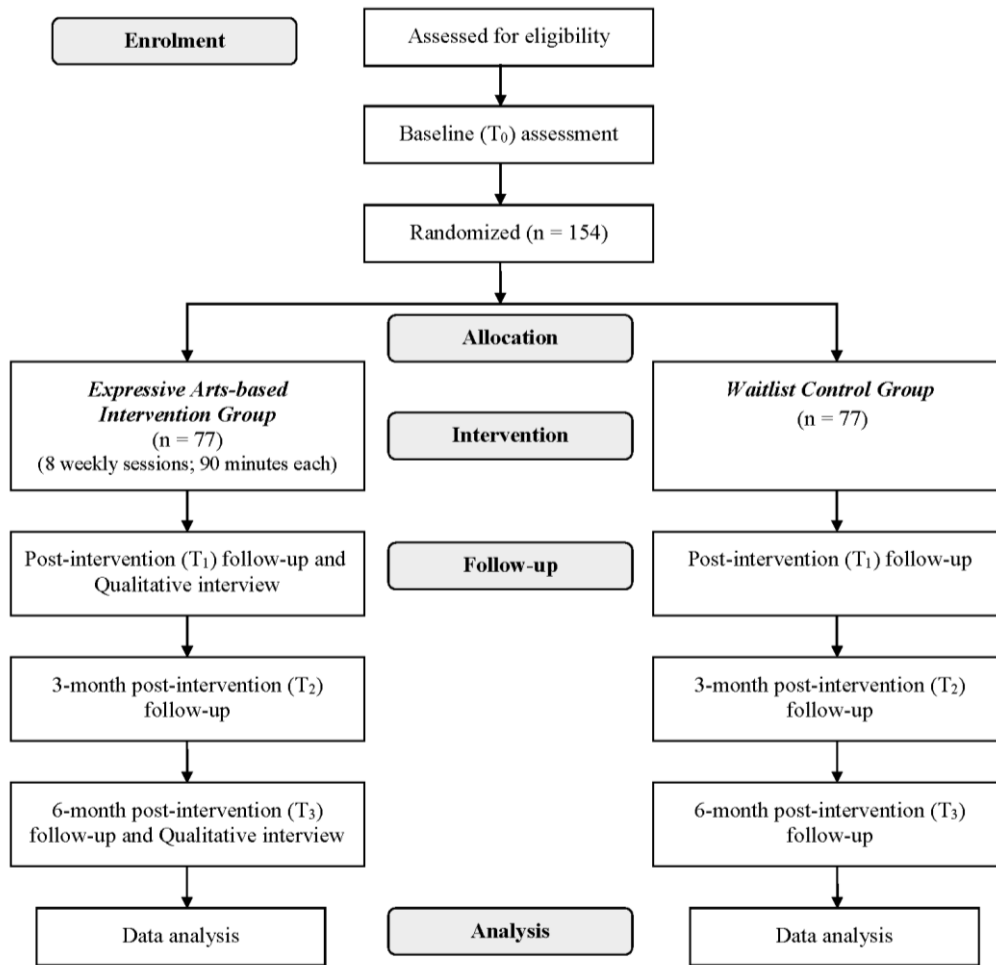 Enrolment
Assessed for eligibility
Baseline (T₀) assessment
Randomized (n = 154)
Allocation
Expressive Arts-based
Intervention Group
(n = 77)
(8 weekly sessions; 90 minutes each)
Intervention
Waitlist Control Group
(n = 77)
Post-intervention (T₁) follow-up and
Qualitative interview
Follow-up
Post-intervention (T₁) follow-up
3-month post-intervention (T₂)
follow-up
3-month post-intervention (T₂)
follow-up
6-month post-intervention (T₃)
follow-up and Qualitative interview
6-month post-intervention (T₃)
follow-up
Data analysis
Analysis
Data analysis